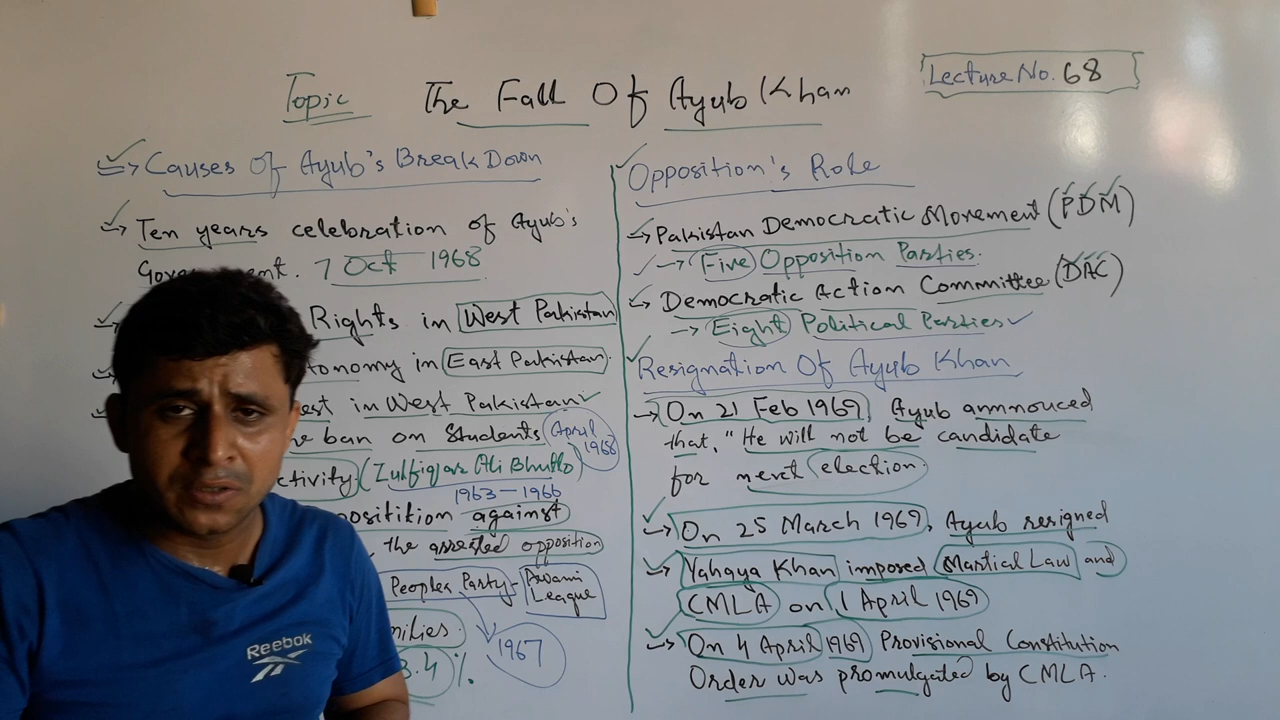 Topic The Fall Of Ayub Khan
Lecture No. 68
Causes Of Ayub's Break Down
Ten years celebration of Ayub's
7 Oct 1968
Rights in West Pakistan
tonomy in East Pakistan
est in West Pakistan
ban on Students April 1968
ctivity (Zulfiqar Ali Bhutto)
1963 - 1966
positition against
the arrested opposition
Peoples Party - Awami League
milies.
1967
3.4%
Opposition's Role
Pakistan Democratic Movement (PDM)
Five Opposition Parties.
Democratic Action Committee (DAC)
Eight Political Parties
Resignation Of Ayub Khan
On 21 Feb 1969, Ayub annnouced
that, "He will not be candidate
for nerct election.
On 25 March 1969, Ayub resigned
Yahaya Khan imposed Martial Law and
CMLA on 1 April 1969
On 4 April 1969 Provisional Constitution
Order was promulgated by CMLA.
Reebok